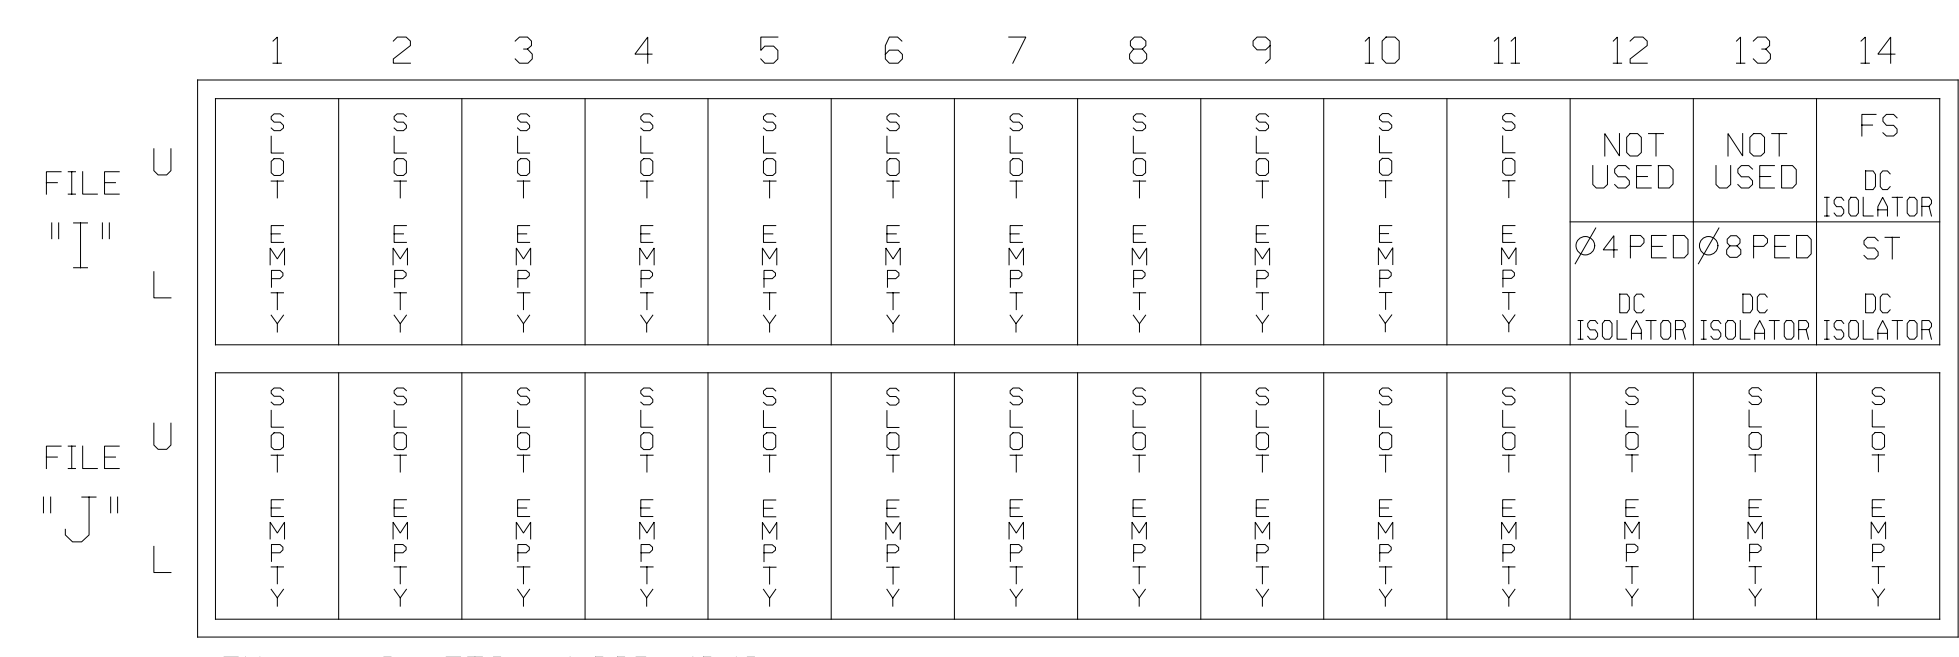 1 2 3 4 5 6 7 8 9 10 11 12 13 14
FILE "I"
U
L
SLOT EMPTY
SLOT EMPTY
SLOT EMPTY
SLOT EMPTY
SLOT EMPTY
SLOT EMPTY
SLOT EMPTY
SLOT EMPTY
SLOT EMPTY
SLOT EMPTY
SLOT EMPTY
NOT USED
Ø4 PED
DC
ISOLATOR
NOT USED
Ø8 PED
DC
ISOLATOR
FS
DC
ISOLATOR
ST
DC
ISOLATOR
FILE "J"
U
L
SLOT EMPTY
SLOT EMPTY
SLOT EMPTY
SLOT EMPTY
SLOT EMPTY
SLOT EMPTY
SLOT EMPTY
SLOT EMPTY
SLOT EMPTY
SLOT EMPTY
SLOT EMPTY
SLOT EMPTY
SLOT EMPTY
SLOT EMPTY